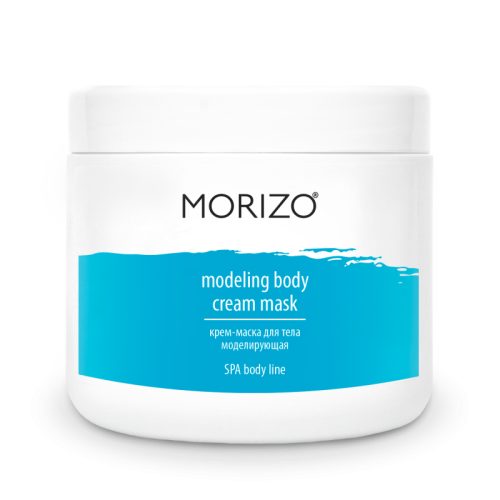 MORIZO®
modeling body
cream mask
крем-маска для тела
моделирующая
SPA body line